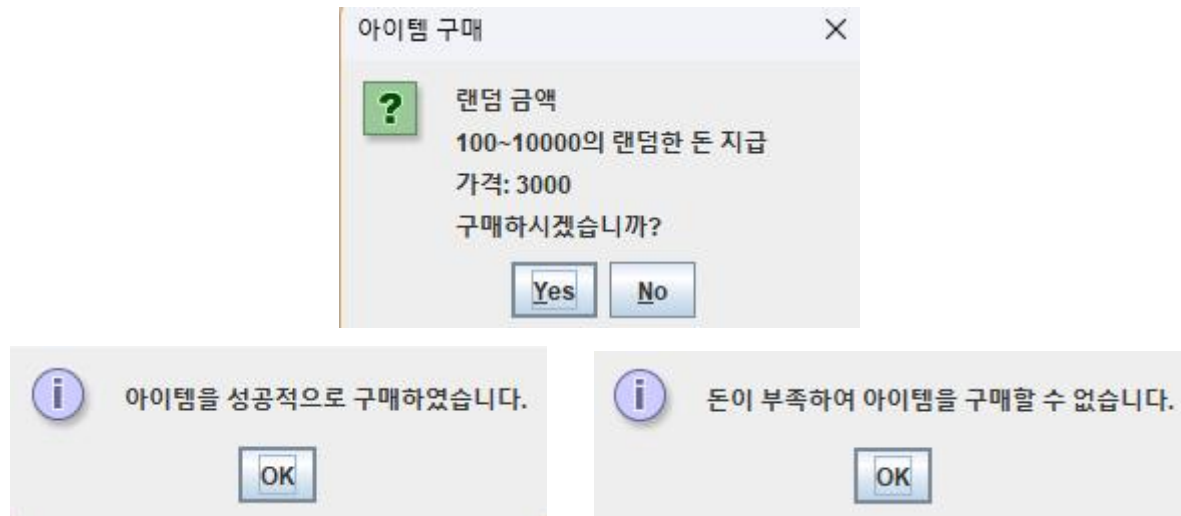 아이템 구매
?
랜덤 금액
100~10000의 랜덤한 돈 지급
가격: 3000
구매하시겠습니까?
Yes No
i 아이템을 성공적으로 구매하였습니다.
OK
i 돈이 부족하여 아이템을 구매할 수 없습니다.
OK